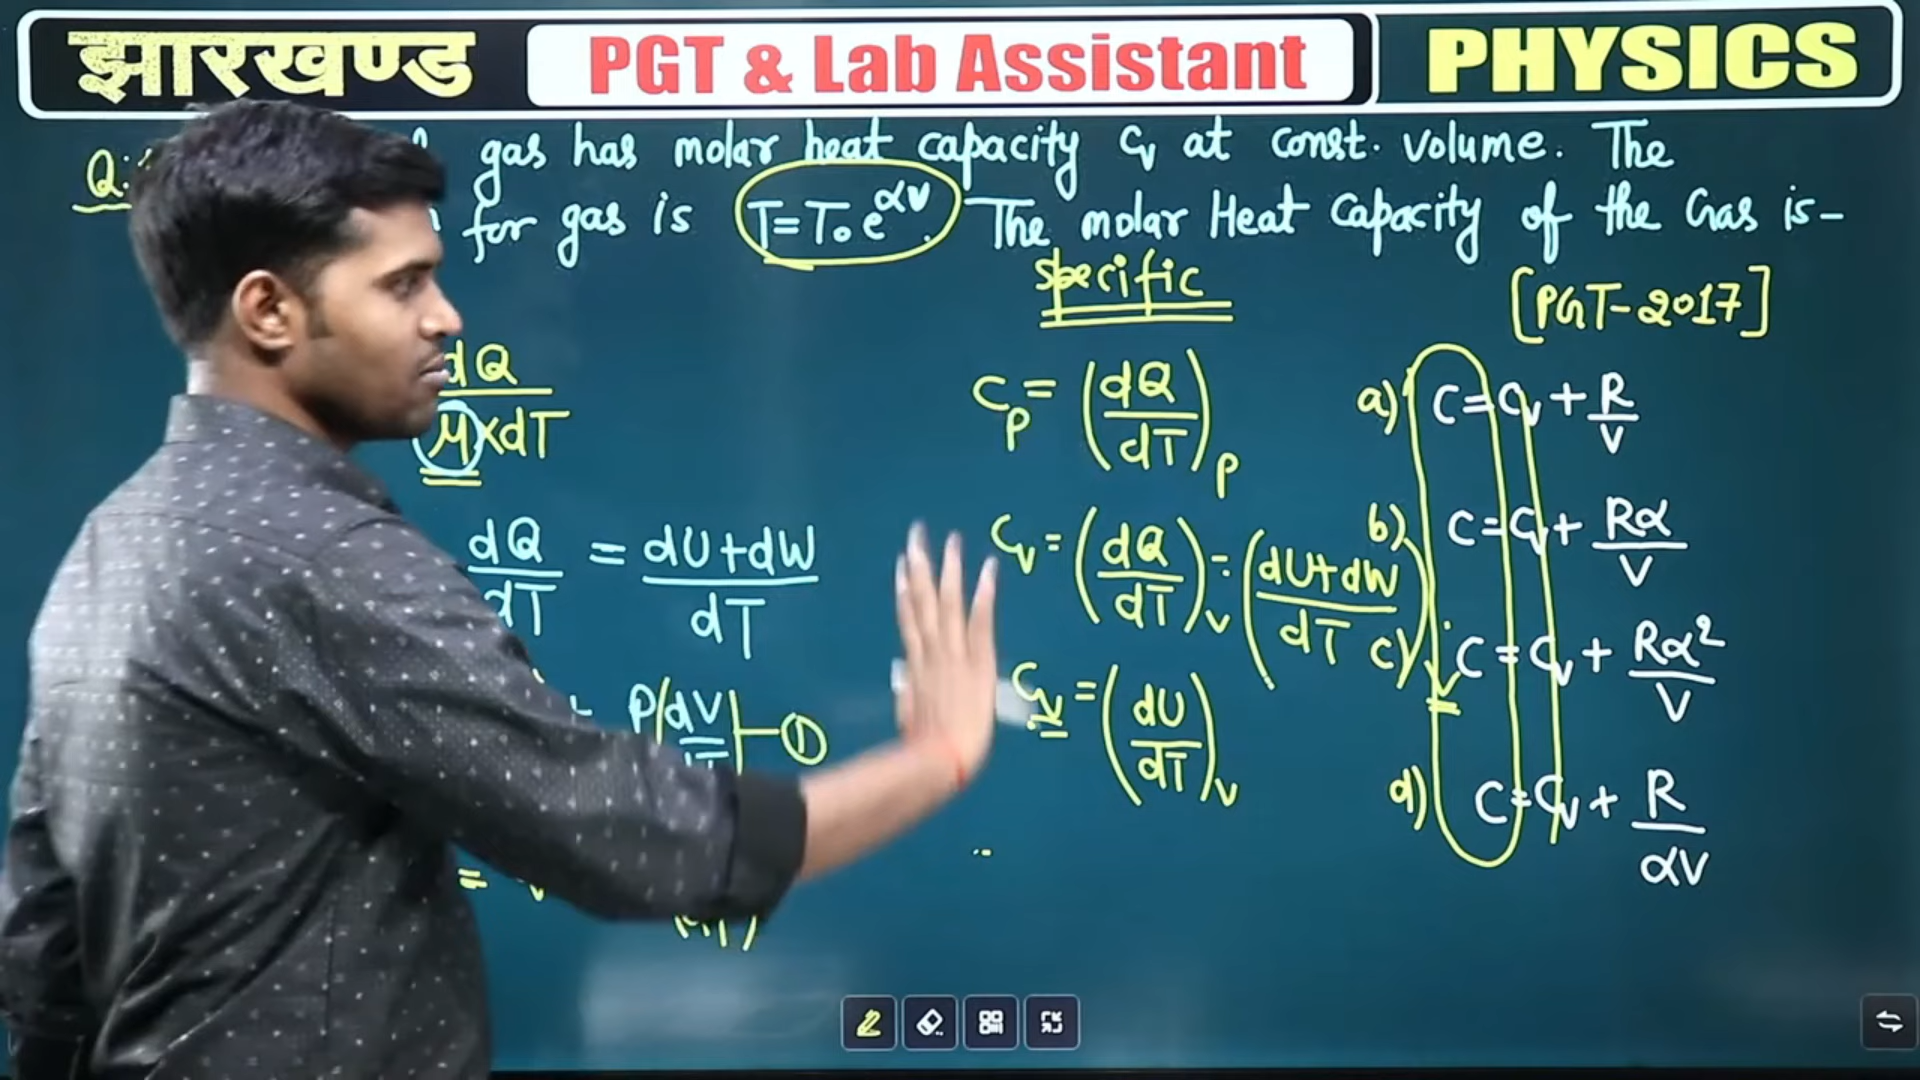 झारखण्ड PGT & Lab Assistant PHYSICS
Q:
gas has molar heat capacity Cv at const. volume. The
for gas is T=T₀e^αV. The molar Heat Capacity of the Gas is-
specific
[PGT-2017]
dQ
M×dT
Cp = (dQ/dT)p
a) C=Cv+R/V
dQ/dT = dU+dW/dT
Cv = (dQ/dT)v = (dU+dW/dT
b) C=Cv+Rα/V
P(dV ①
Cv = (dU/dT)v
c) C=Cv+Rα²/V
=
d) C=Cv+R/αV